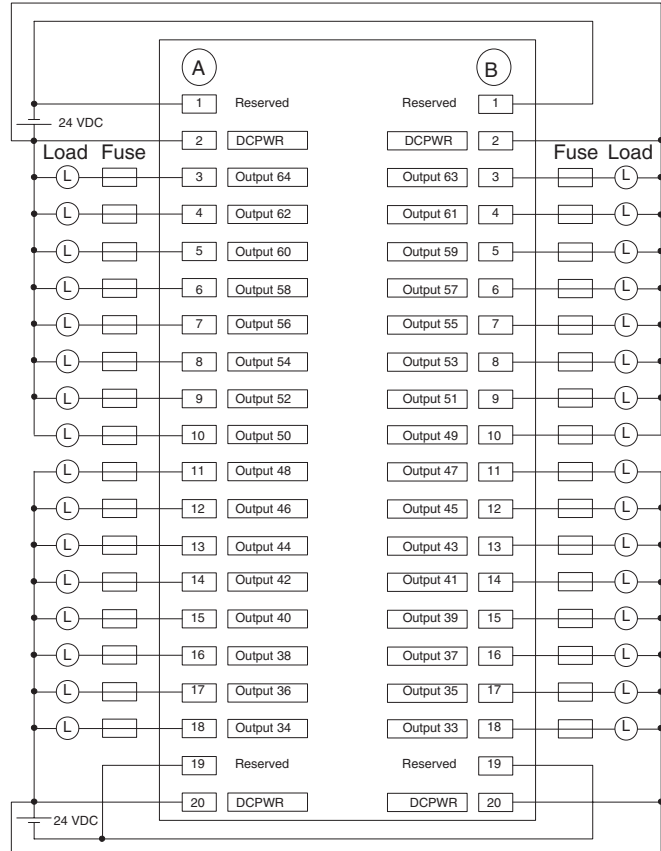 A B
1 Reserved Reserved 1
24 VDC
2 DCPWR DCPWR 2
Load Fuse Fuse Load
L 3 Output 64 Output 63 3 L
L 4 Output 62 Output 61 4 L
L 5 Output 60 Output 59 5 L
L 6 Output 58 Output 57 6 L
L 7 Output 56 Output 55 7 L
L 8 Output 54 Output 53 8 L
L 9 Output 52 Output 51 9 L
L 10 Output 50 Output 49 10 L
L 11 Output 48 Output 47 11 L
L 12 Output 46 Output 45 12 L
L 13 Output 44 Output 43 13 L
L 14 Output 42 Output 41 14 L
L 15 Output 40 Output 39 15 L
L 16 Output 38 Output 37 16 L
L 17 Output 36 Output 35 17 L
L 18 Output 34 Output 33 18 L
19 Reserved Reserved 19
20 DCPWR DCPWR 20
24 VDC